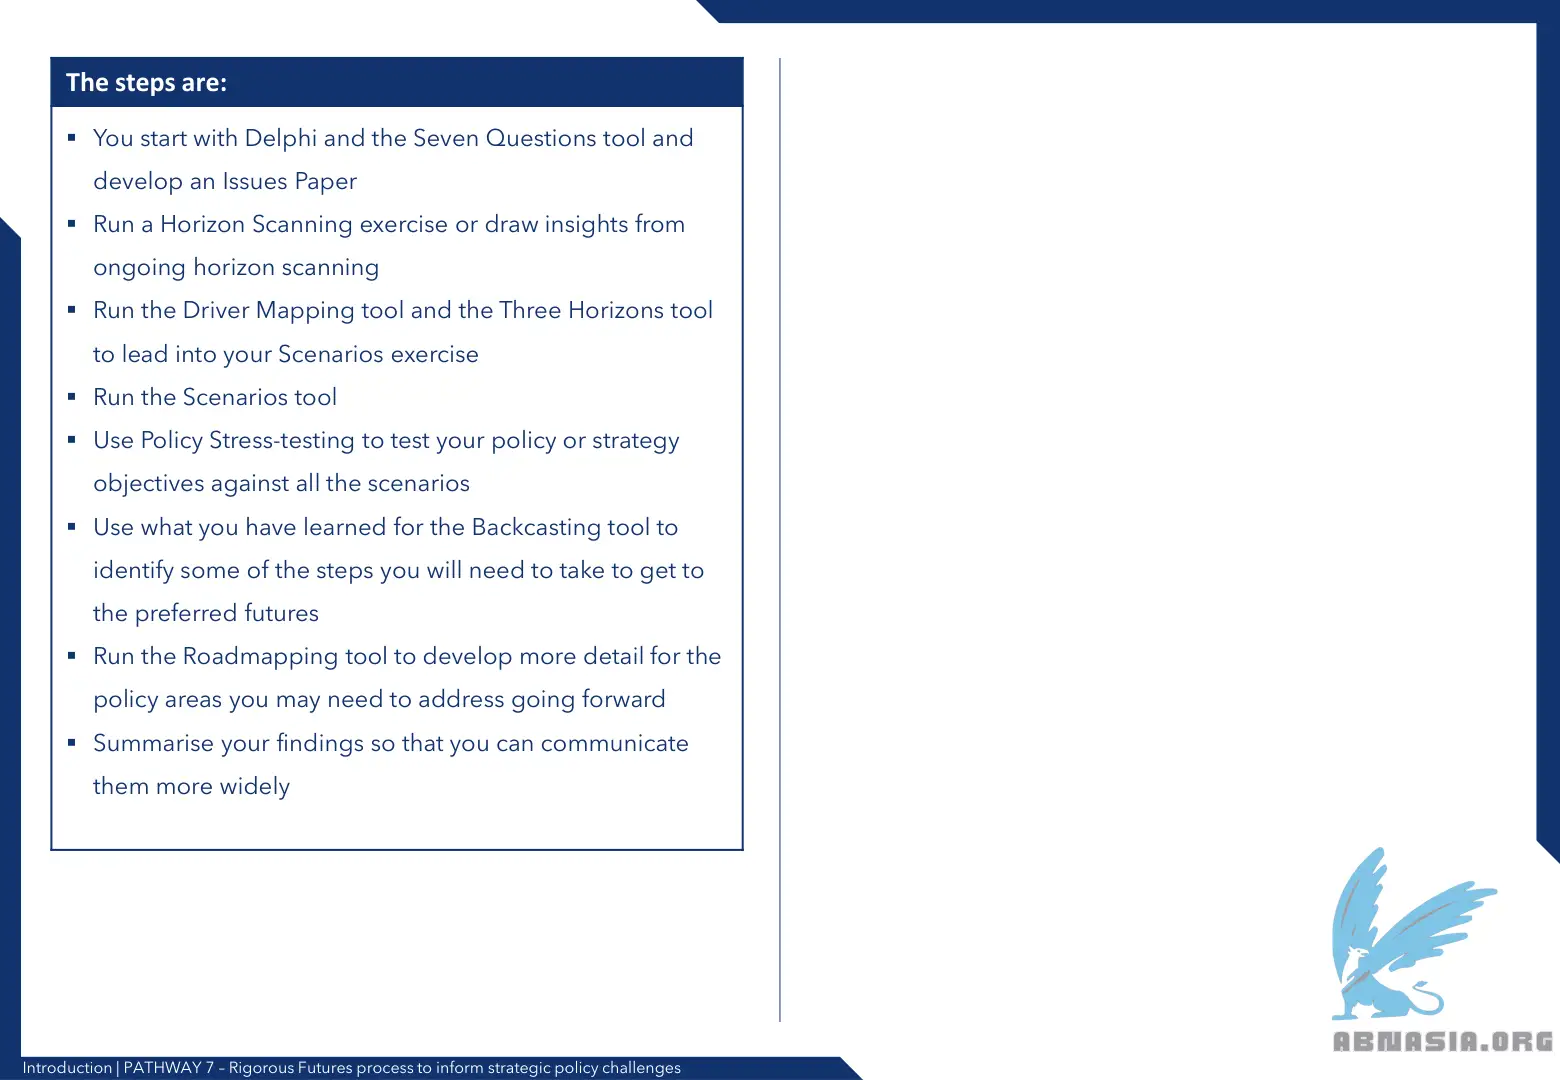 The steps are:
▪ You start with Delphi and the Seven Questions tool and
develop an Issues Paper
▪ Run a Horizon Scanning exercise or draw insights from
ongoing horizon scanning
▪ Run the Driver Mapping tool and the Three Horizons tool
to lead into your Scenarios exercise
▪ Run the Scenarios tool
▪ Use Policy Stress-testing to test your policy or strategy
objectives against all the scenarios
▪ Use what you have learned for the Backcasting tool to
identify some of the steps you will need to take to get to
the preferred futures
▪ Run the Roadmapping tool to develop more detail for the
policy areas you may need to address going forward
▪ Summarise your findings so that you can communicate
them more widely
ABNASIA.ORG
Introduction | PATHWAY 7 – Rigorous Futures process to inform strategic policy challenges